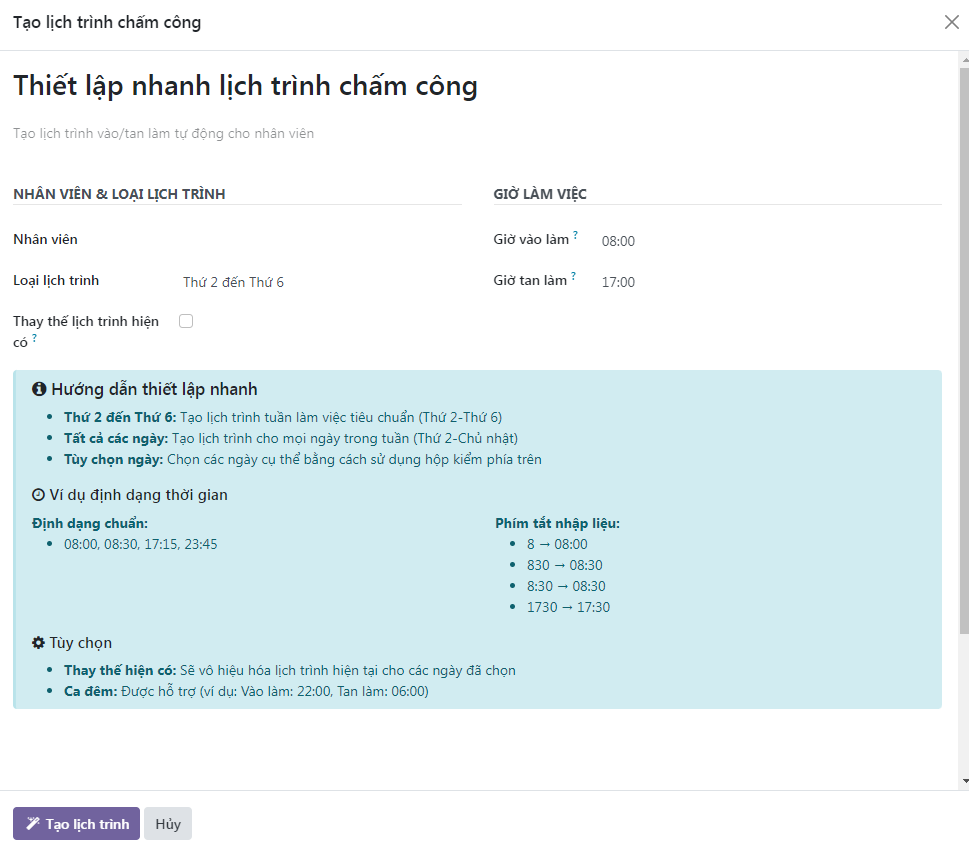 Tạo lịch trình chấm công
Thiết lập nhanh lịch trình chấm công
Tạo lịch trình vào/tan làm tự động cho nhân viên
NHÂN VIÊN & LOẠI LỊCH TRÌNH
GIỜ LÀM VIỆC
Nhân viên
Giờ vào làm ? 08:00
Loại lịch trình Thứ 2 đến Thứ 6
Giờ tan làm ? 17:00
Thay thế lịch trình hiện
có ?
Hướng dẫn thiết lập nhanh
• Thứ 2 đến Thứ 6: Tạo lịch trình tuần làm việc tiêu chuẩn (Thứ 2-Thứ 6)
• Tất cả các ngày: Tạo lịch trình cho mọi ngày trong tuần (Thứ 2-Chủ nhật)
• Tùy chọn ngày: Chọn các ngày cụ thể bằng cách sử dụng hộp kiểm phía trên
Ví dụ định dạng thời gian
Định dạng chuẩn:
• 08:00, 08:30, 17:15, 23:45
Phím tắt nhập liệu:
• 8 → 08:00
• 830 → 08:30
• 8:30 → 08:30
• 1730 → 17:30
Tùy chọn
• Thay thế hiện có: Sẽ vô hiệu hóa lịch trình hiện tại cho các ngày đã chọn
• Ca đêm: Được hỗ trợ (ví dụ: Vào làm: 22:00, Tan làm: 06:00)
Tạo lịch trình
Hủy